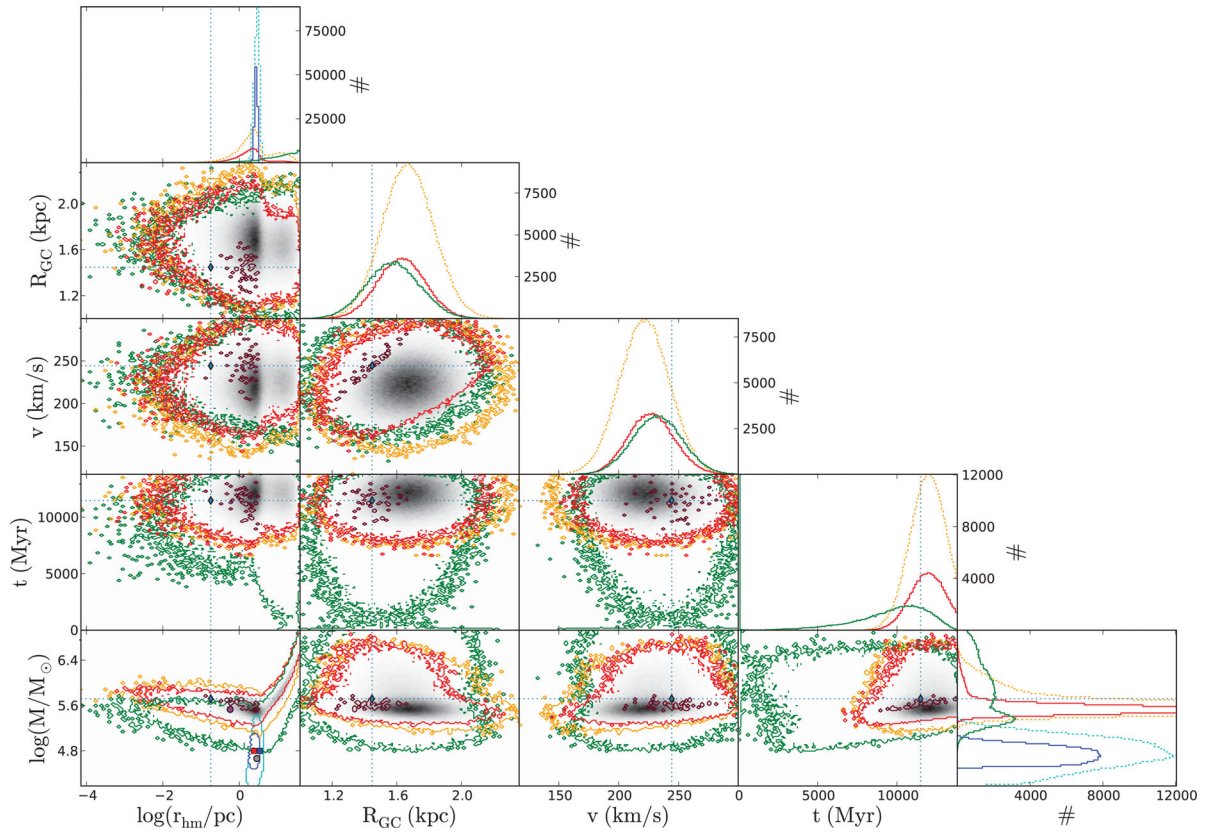 75000
50000
25000
#
2.0
1.6
1.2
R_GC (kpc)
7500
5000
2500
#
250
200
150
v (km/s)
7500
5000
2500
#
10000
5000
0
t (Myr)
12000
8000
4000
#
6.4
5.6
4.8
log(M/M⊙)
−4 −2 0
log(r_hm/pc)
1.2 1.6 2.0
R_GC (kpc)
150 200 250
v (km/s)
0 5000 10000
t (Myr)
4000 8000 12000
#